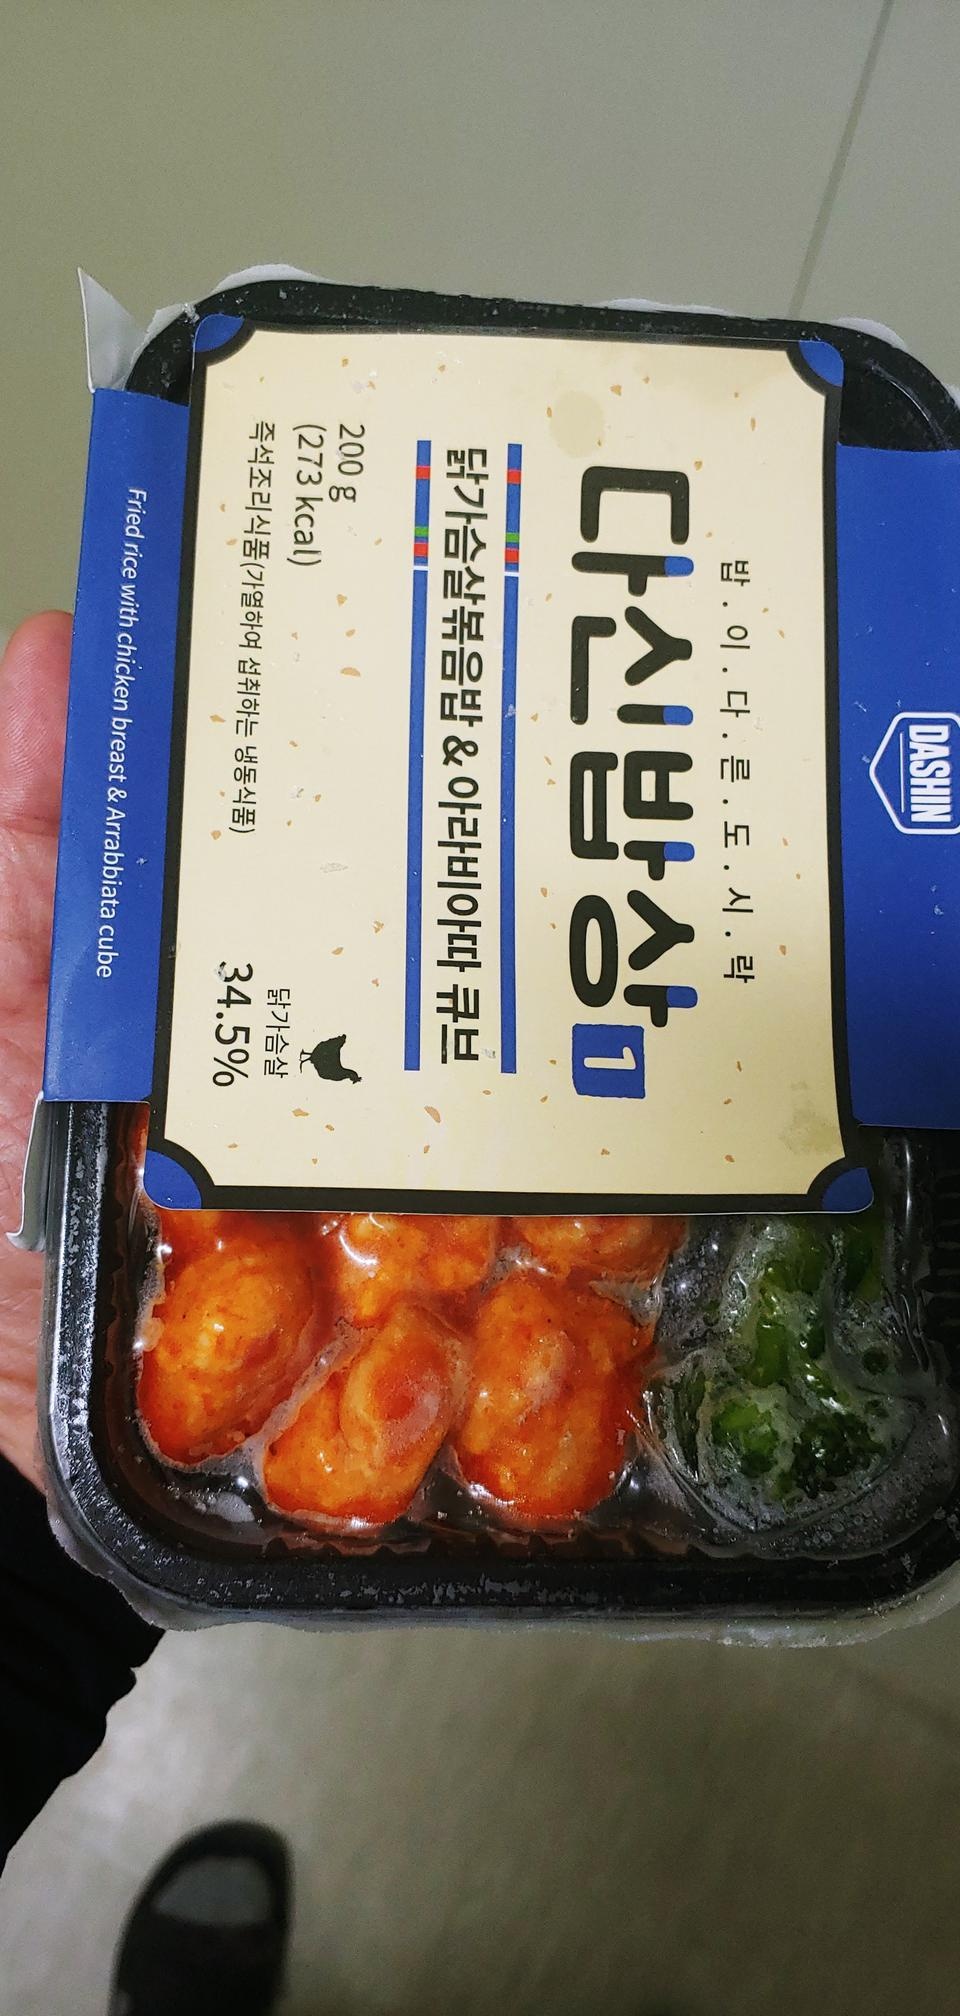 DASHIN
밥.이.다.른.도.시.락
다신밥상 1
닭가슴살볶음밥 & 아라비아따 큐브
200 g
(273 kcal)
즉석조리식품(가열하여 섭취하는 냉동식품)
닭가슴살
34.5%
Fried rice with chicken breast & Arrabbiata cube